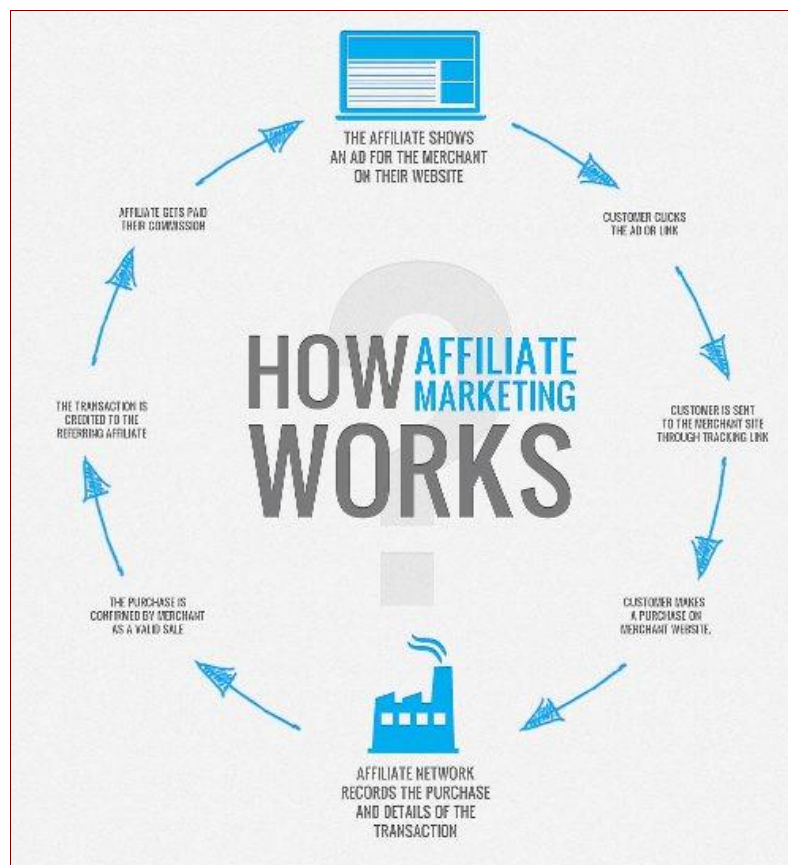 THE AFFILIATE SHOWS
AN AD FOR THE MERCHANT
ON THEIR WEBSITE
CUSTOMER CLICKS
THE AD OR LINK
CUSTOMER IS SENT
TO THE MERCHANT SITE
THROUGH TRACKING LINK
CUSTOMER MAKES
A PURCHASE ON
MERCHANT WEBSITE.
AFFILIATE NETWORK
RECORDS THE PURCHASE
AND DETAILS OF THE
TRANSACTION
THE PURCHASE IS
CONFIRMED BY MERCHANT
AS A VALID SALE
THE TRANSACTION IS
CREDITED TO THE
REFERRING AFFILIATE
AFFILIATE GETS PAID
THEIR COMMISSION
HOW AFFILIATE
MARKETING
WORKS
?